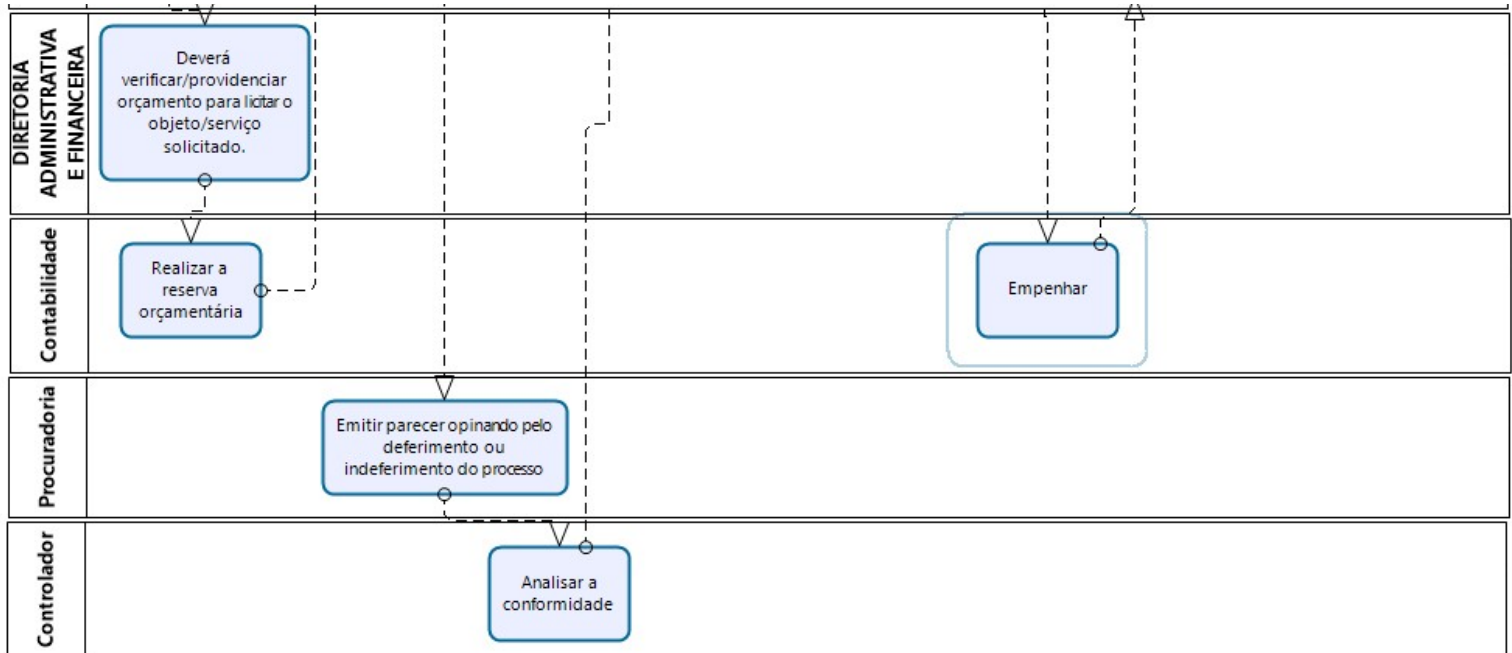 DIRETORIA
ADMINISTRATIVA
E FINANCEIRA
Deverá
verificar/providenciar
orçamento para licitar o
objeto/serviço
solicitado.
Contabilidade
Realizar a
reserva
orçamentária
Empenhar
Procuradoria
Emitir parecer opinando pelo
deferimento ou
indeferimento do processo
Controlador
Analisar a
conformidade